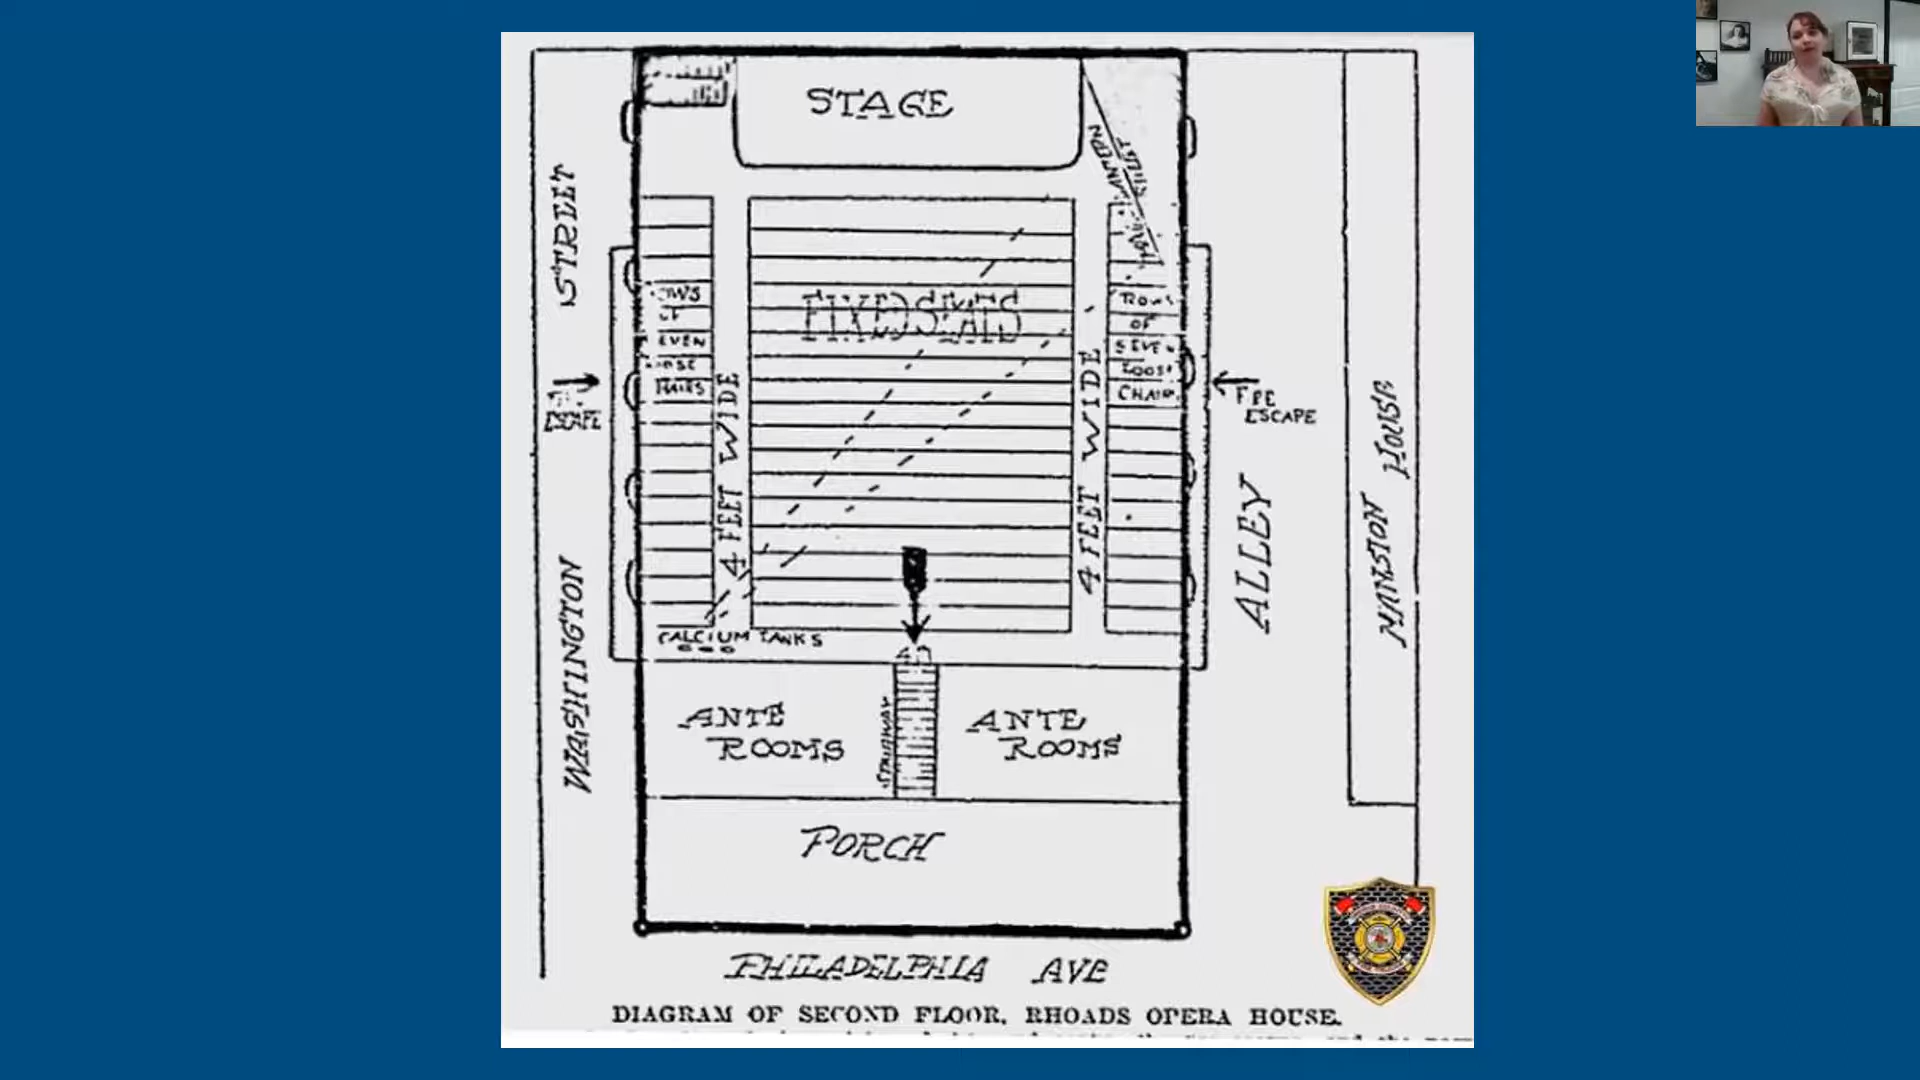 STAGE
STREET
FIXED SEATS
ROWS
OF
SEVEN
LOOSE
CHAIR
EVEN
4 FEET WIDE
4 FEET WIDE
ESCAPE
FIRE
ESCAPE
MANSION HOUSE
ALLEY
WASHINGTON
CALCIUM TANKS
ANTE
ROOMS
STAIRWAY
ANTE
ROOMS
PORCH
PHILADELPHIA AVE
DIAGRAM OF SECOND FLOOR, RHOADS OPERA HOUSE.